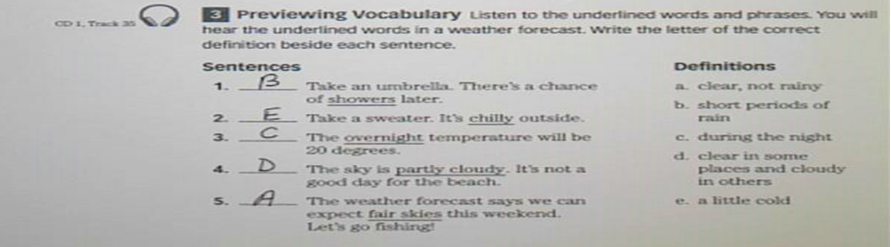 CD 1, Track 35
3 Previewing Vocabulary Listen to the underlined words and phrases. You will
hear the underlined words in a weather forecast. Write the letter of the correct
definition beside each sentence.
Sentences
1. B Take an umbrella. There's a chance
of showers later.
2. E Take a sweater. It's chilly outside.
3. C The overnight temperature will be
20 degrees.
4. D The sky is partly cloudy. It's not a
good day for the beach.
5. A The weather forecast says we can
expect fair skies this weekend.
Let's go fishing!
Definitions
a. clear, not rainy
b. short periods of
rain
c. during the night
d. clear in some
places and cloudy
in others
e. a little cold